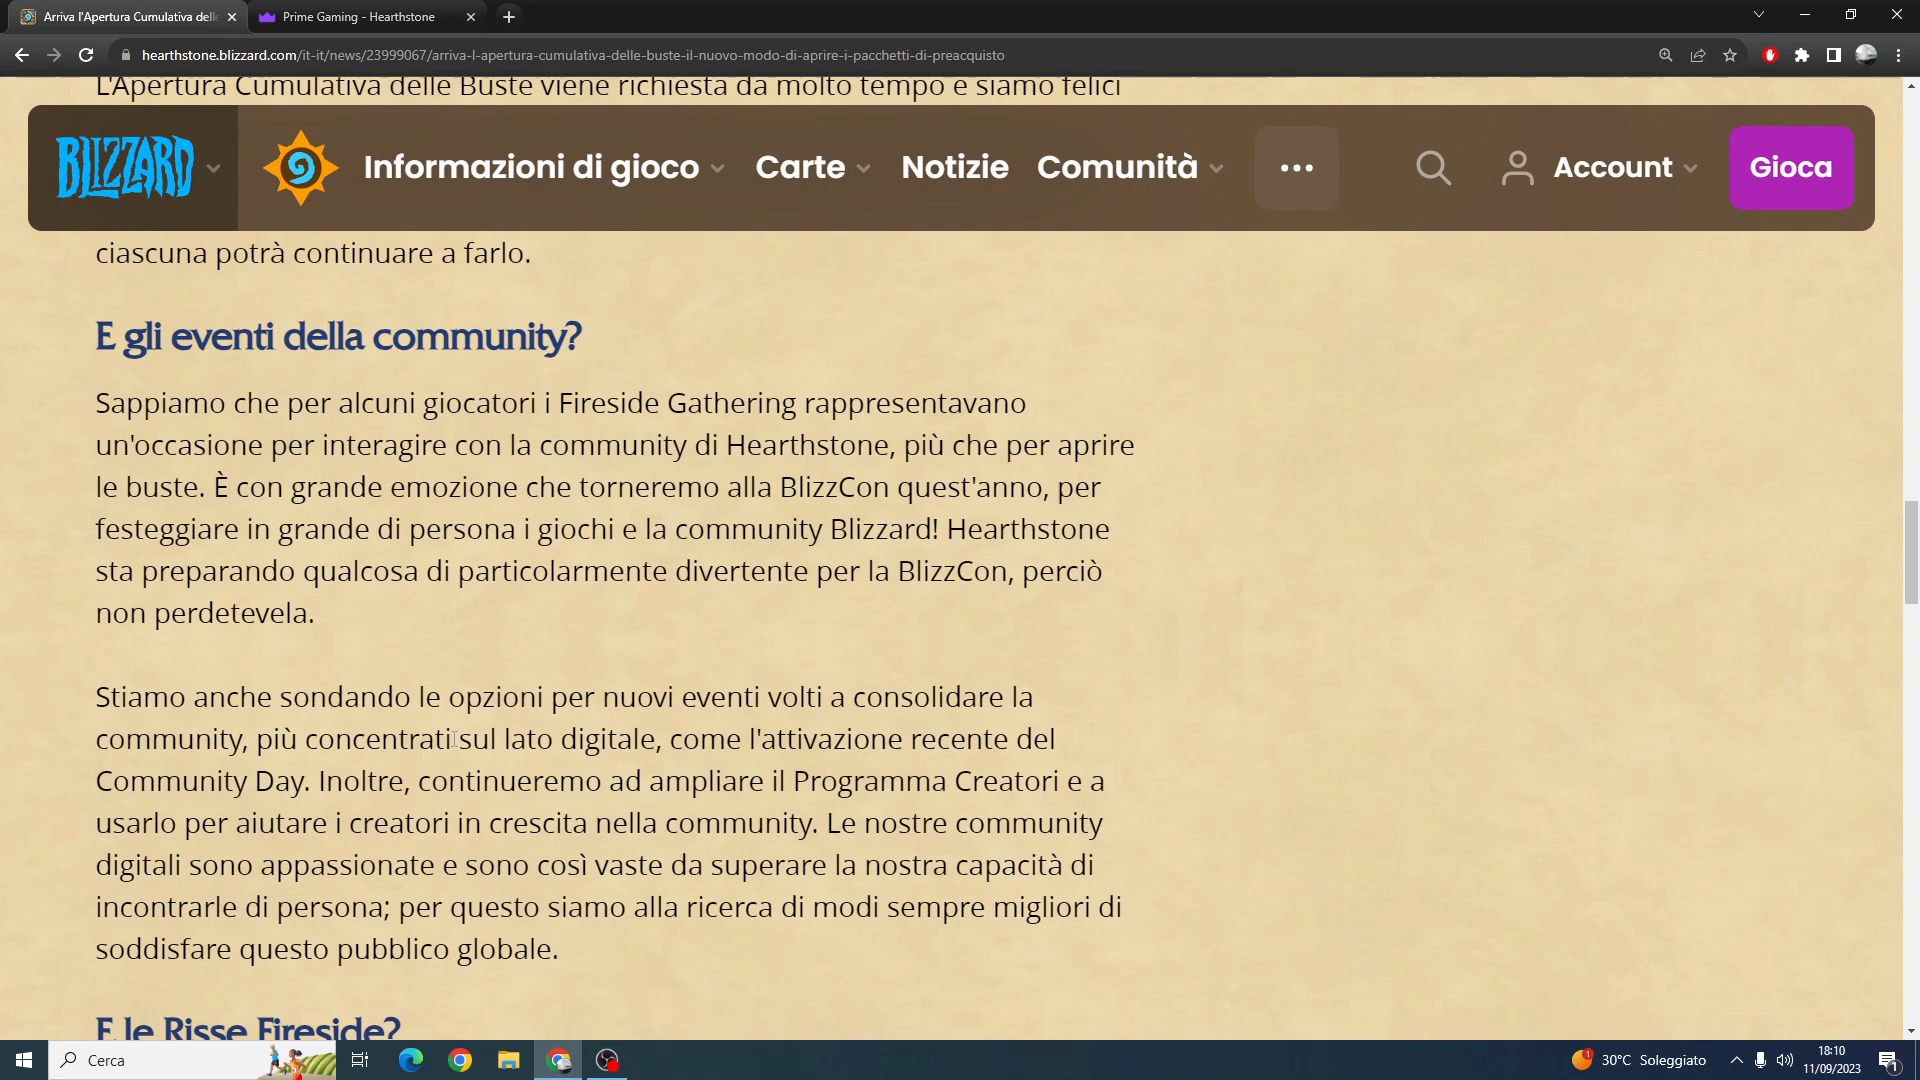 Arriva l'Apertura Cumulativa delle
Prime Gaming - Hearthstone
hearthstone.blizzard.com/it-it/news/23999067/arriva-l-apertura-cumulativa-delle-buste-il-nuovo-modo-di-aprire-i-pacchetti-di-preacquisto
L'Apertura Cumulativa delle Buste viene richiesta da molto tempo e siamo felici
BLIZZARD
Informazioni di gioco
Carte
Notizie
Comunità
Account
Gioca
ciascuna potrà continuare a farlo.
E gli eventi della community?
Sappiamo che per alcuni giocatori i Fireside Gathering rappresentavano
un'occasione per interagire con la community di Hearthstone, più che per aprire
le buste. È con grande emozione che torneremo alla BlizzCon quest'anno, per
festeggiare in grande di persona i giochi e la community Blizzard! Hearthstone
sta preparando qualcosa di particolarmente divertente per la BlizzCon, perciò
non perdetevela.
Stiamo anche sondando le opzioni per nuovi eventi volti a consolidare la
community, più concentrati sul lato digitale, come l'attivazione recente del
Community Day. Inoltre, continueremo ad ampliare il Programma Creatori e a
usarlo per aiutare i creatori in crescita nella community. Le nostre community
digitali sono appassionate e sono così vaste da superare la nostra capacità di
incontrarle di persona; per questo siamo alla ricerca di modi sempre migliori di
soddisfare questo pubblico globale.
E le Risse Fireside?
Cerca
1
30°C Soleggiato
18:10
11/09/2023
1